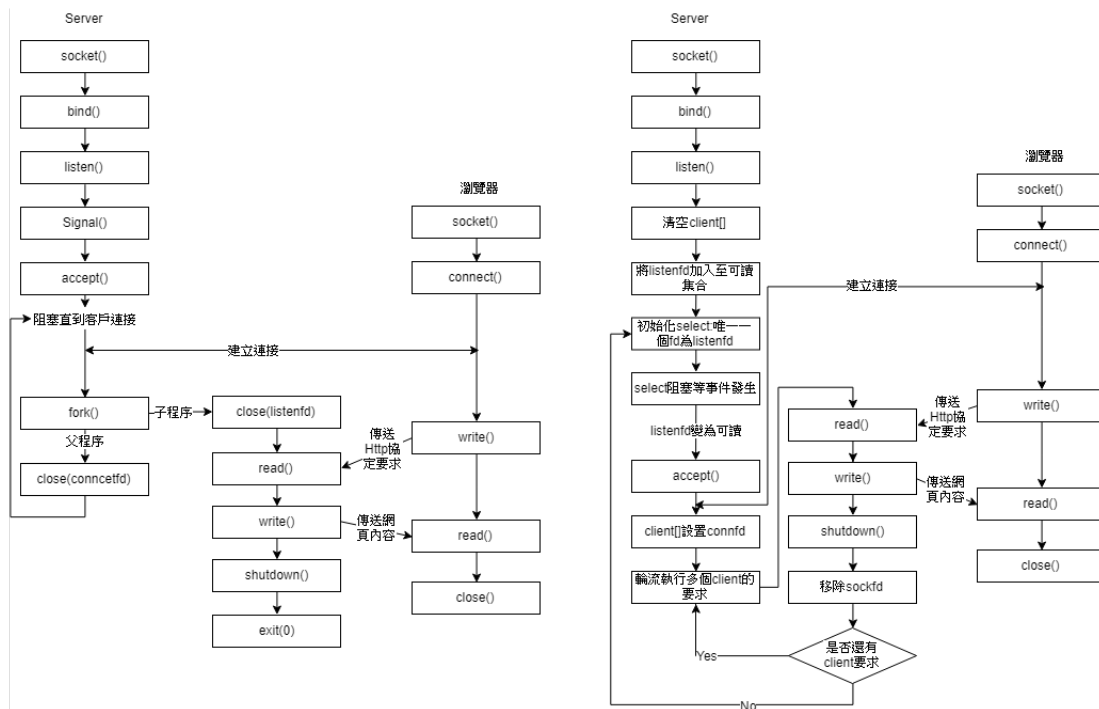 Server
socket()
bind()
listen()
Signal()
accept()
阻塞直到客戶連接
建立連接
fork()
子程序
父程序
close(conncetfd)
close(listenfd)
read()
write()
shutdown()
exit(0)
瀏覽器
socket()
connect()
write()
傳送
Http協
定要求
傳送網
頁內容
read()
close()
Server
socket()
bind()
listen()
清空client[]
將listenfd加入至可讀
集合
初始化select:唯一一
個fd為listenfd
select阻塞等事件發生
listenfd變為可讀
accept()
client[]設置connfd
輪流執行多個client的
要求
read()
write()
shutdown()
移除sockfd
是否還有
client要求
Yes
No
瀏覽器
socket()
connect()
建立連接
write()
傳送
Http協
定要求
傳送網
頁內容
read()
close()